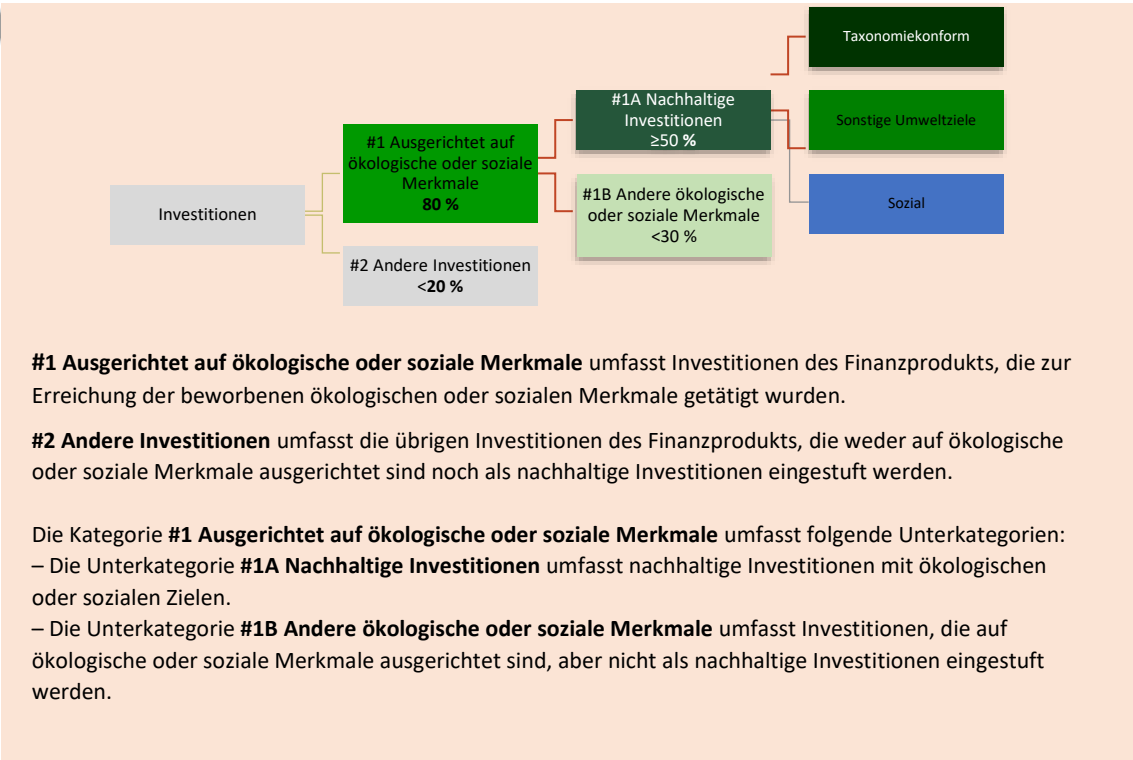 Taxonomiekonform
#1A Nachhaltige
Investitionen
≥50 %
Sonstige Umweltziele
#1 Ausgerichtet auf
ökologische oder soziale
Merkmale
80 %
#1B Andere ökologische
oder soziale Merkmale
<30 %
Sozial
Investitionen
#2 Andere Investitionen
<20 %
#1 Ausgerichtet auf ökologische oder soziale Merkmale umfasst Investitionen des Finanzprodukts, die zur
Erreichung der beworbenen ökologischen oder sozialen Merkmale getätigt wurden.
#2 Andere Investitionen umfasst die übrigen Investitionen des Finanzprodukts, die weder auf ökologische
oder soziale Merkmale ausgerichtet sind noch als nachhaltige Investitionen eingestuft werden.
Die Kategorie #1 Ausgerichtet auf ökologische oder soziale Merkmale umfasst folgende Unterkategorien:
– Die Unterkategorie #1A Nachhaltige Investitionen umfasst nachhaltige Investitionen mit ökologischen
oder sozialen Zielen.
– Die Unterkategorie #1B Andere ökologische oder soziale Merkmale umfasst Investitionen, die auf
ökologische oder soziale Merkmale ausgerichtet sind, aber nicht als nachhaltige Investitionen eingestuft
werden.